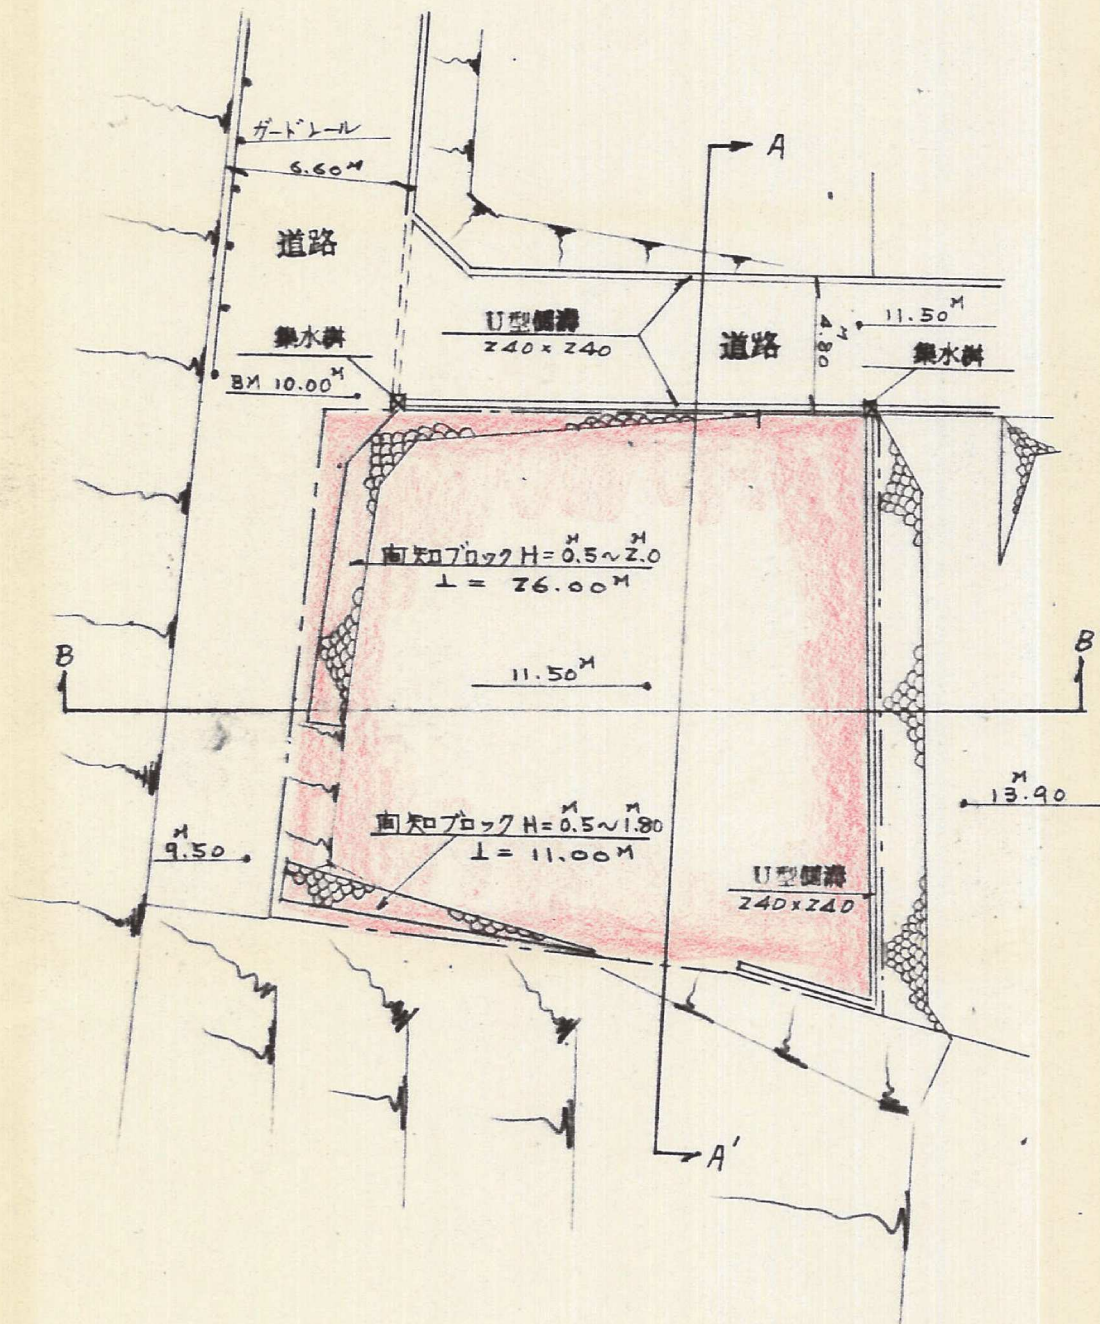 ガードレール
6.60M
道路
A
U型側溝
240×240
道路
4.80M
11.50M
集水桝
集水桝
BM 10.00M
間知ブロック H=0.5M~2.0M
L = 26.00M
B
B
11.50M
13.90M
間知ブロック H=0.5M~1.80M
L = 11.00M
9.50M
U型側溝
240×240
A'